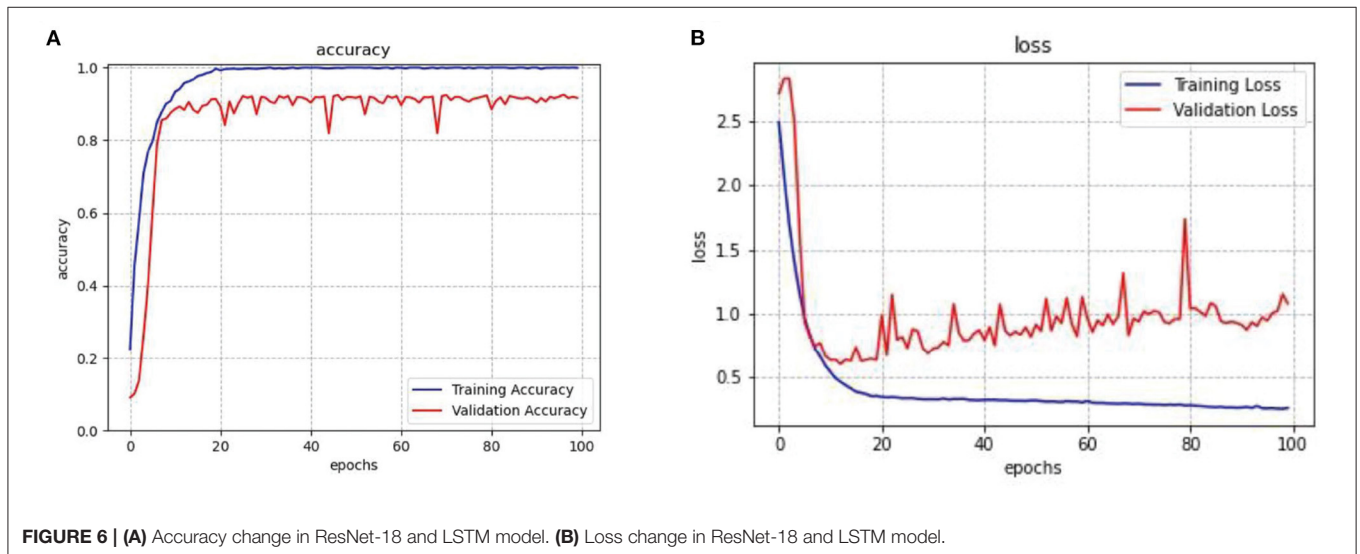 A
accuracy
1.0
0.8
0.6
0.4
0.2
0.0
accuracy
0 20 40 60 80 100
epochs
Training Accuracy
Validation Accuracy
B
loss
2.5
2.0
1.5
1.0
0.5
loss
0 20 40 60 80 100
epochs
Training Loss
Validation Loss
FIGURE 6 | (A) Accuracy change in ResNet-18 and LSTM model. (B) Loss change in ResNet-18 and LSTM model.